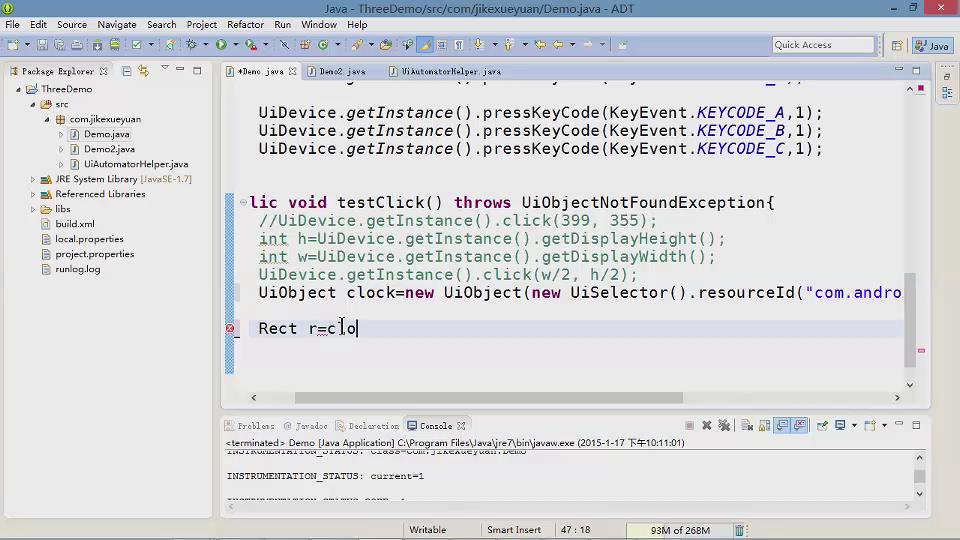 Java - ThreeDemo/src/com/jikexueyuan/Demo.java - ADT
File Edit Source Navigate Search Project Refactor Run Window Help
Quick Access
Java
Package Explorer
*Demo.java Demo2.java UiAutomatorHelper.java
ThreeDemo
src
com.jikexueyuan
Demo.java
Demo2.java
UiAutomatorHelper.java
JRE System Library [JavaSE-1.7]
Referenced Libraries
libs
build.xml
local.properties
project.properties
runlog.log
UiDevice.getInstance().pressKeyCode(KeyEvent.KEYCODE_A,1);
UiDevice.getInstance().pressKeyCode(KeyEvent.KEYCODE_B,1);
UiDevice.getInstance().pressKeyCode(KeyEvent.KEYCODE_C,1);
lic void testClick() throws UiObjectNotFoundException{
//UiDevice.getInstance().click(399, 355);
int h=UiDevice.getInstance().getDisplayHeight();
int w=UiDevice.getInstance().getDisplayWidth();
UiDevice.getInstance().click(w/2, h/2);
UiObject clock=new UiObject(new UiSelector().resourceId("com.andro
Rect r=clo
Problems Javadoc Declaration Console
<terminated> Demo [Java Application] C:\Program Files\Java\jre7\bin\javaw.exe (2015-1-17 下午10:11:01)
INSTRUMENTATION_STATUS: class=com.jikexueyuan.Demo
INSTRUMENTATION_STATUS: current=1
Writable Smart Insert 47 : 18 93M of 268M